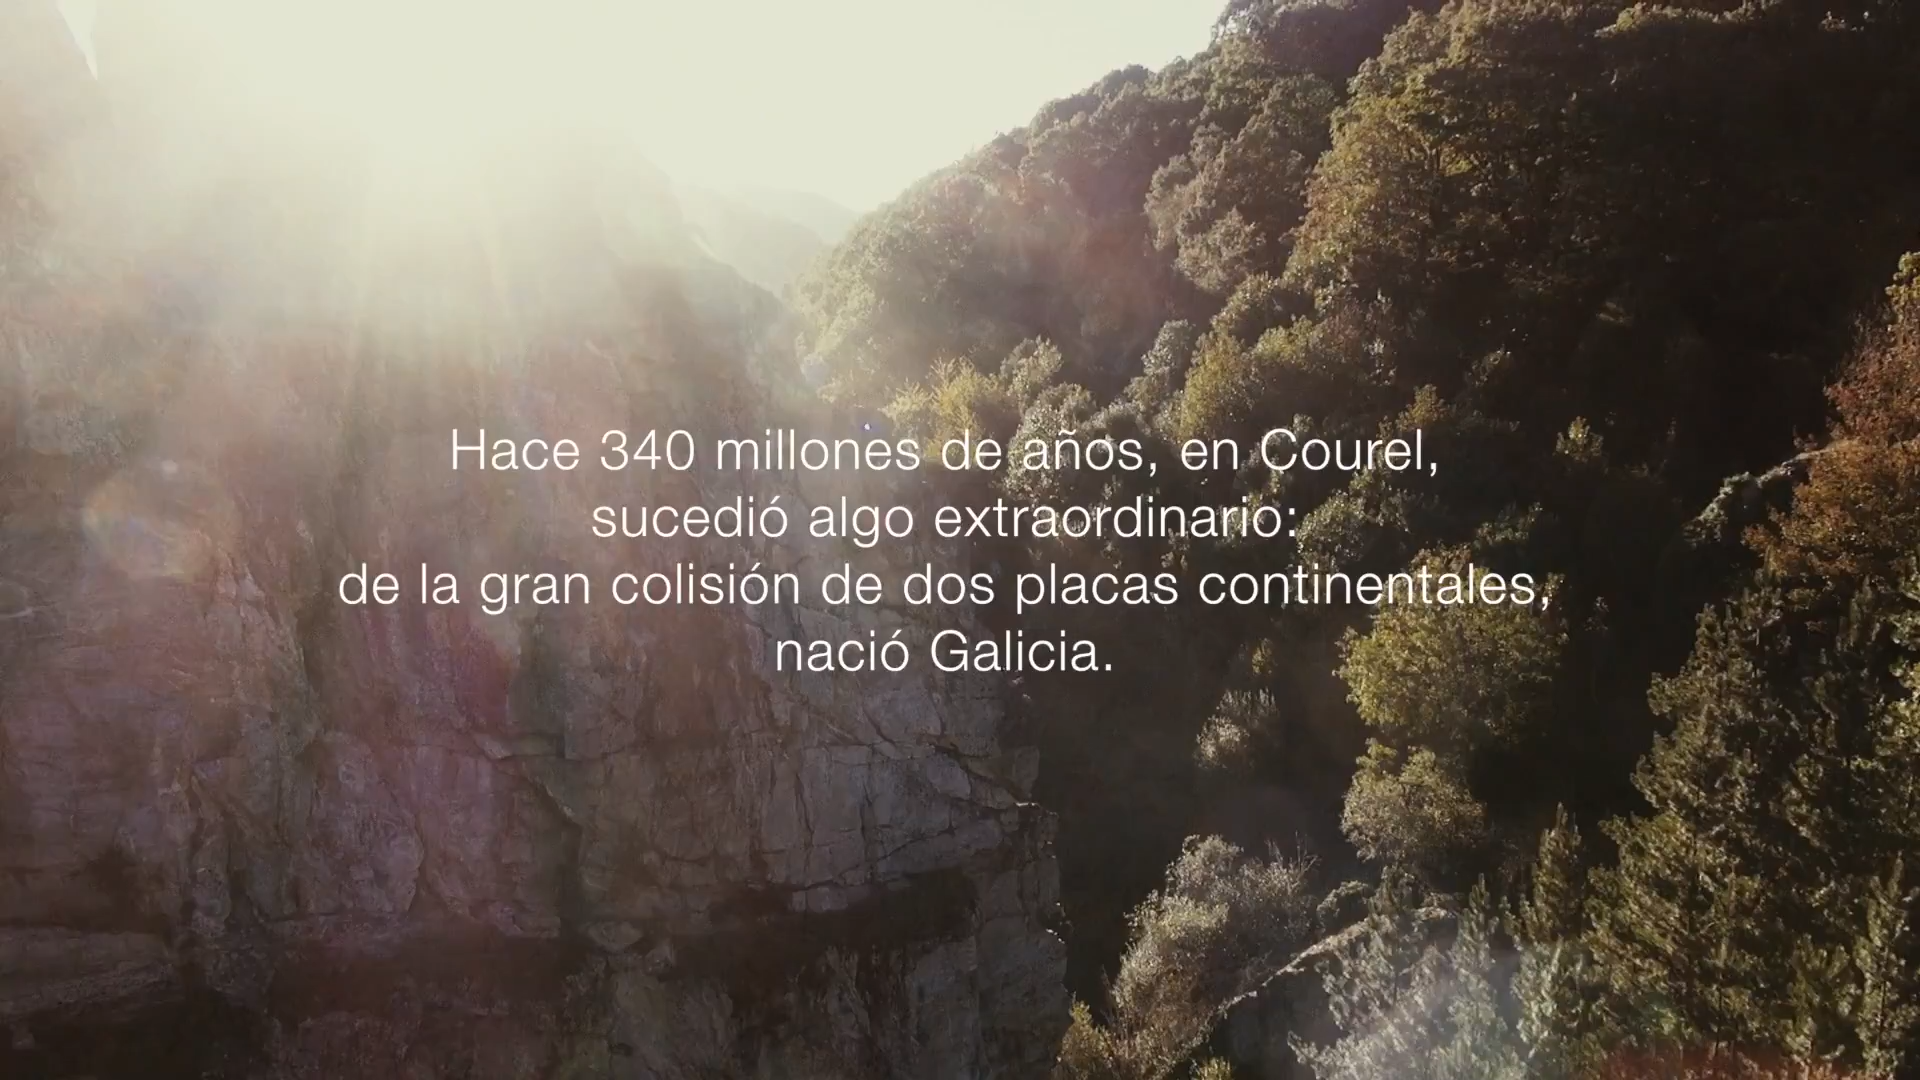 Hace 340 millones de años, en Courel,
sucedió algo extraordinario:
de la gran colisión de dos placas continentales,
nació Galicia.